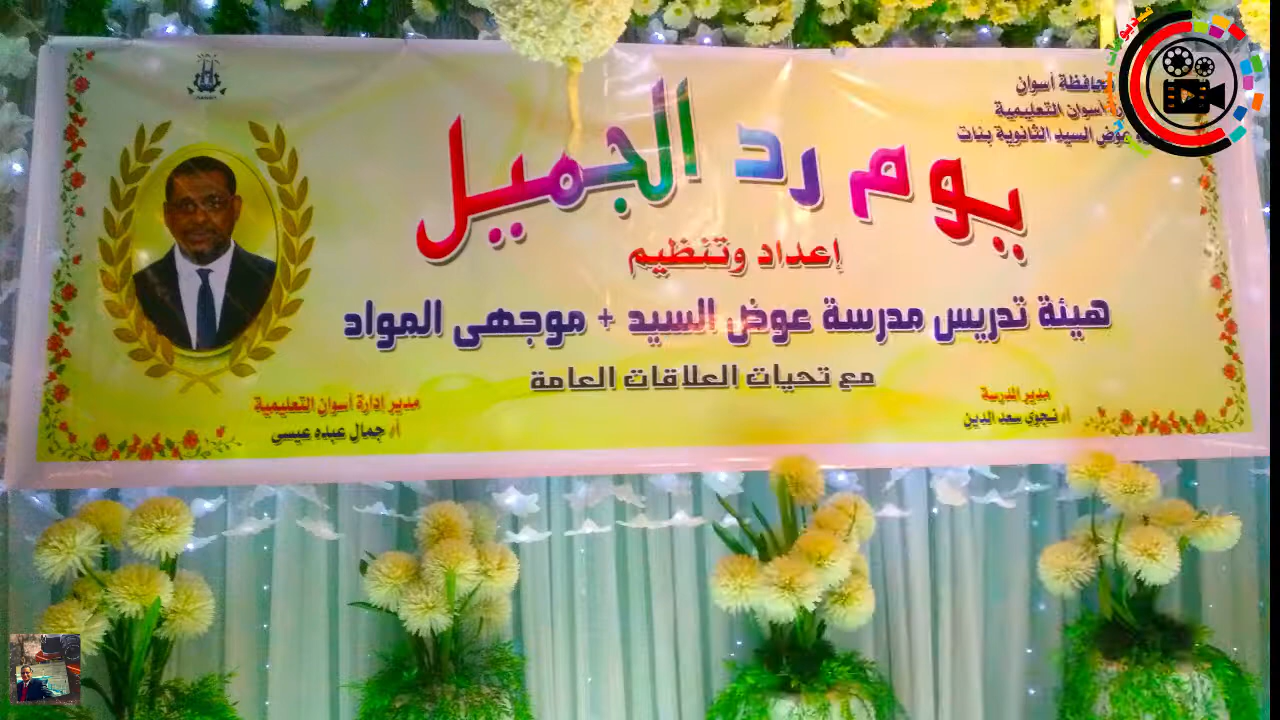 محافظة أسوان
أسوان التعليمية
عوض السيد الثانوية بنات
يوم رد الجميل
إعداد وتنظيم
هيئة تدريس مدرسة عوض السيد + موجهى المواد
مع تحيات العلاقات العامة
مدير المدرسة
أ/ نجوى سعد الدين
مدير إدارة أسوان التعليمية
أ/ جمال عبده عيسى